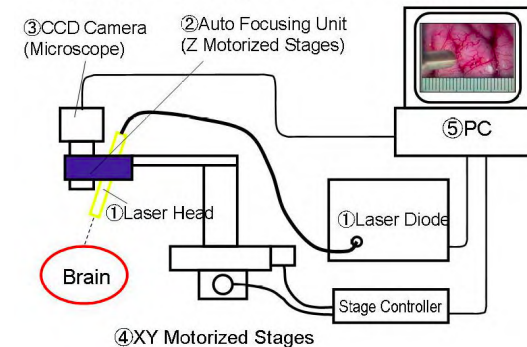 ③CCD Camera
(Microscope)
②Auto Focusing Unit
(Z Motorized Stages)
⑤PC
①Laser Head
①Laser Diode
Brain
Stage Controller
④XY Motorized Stages